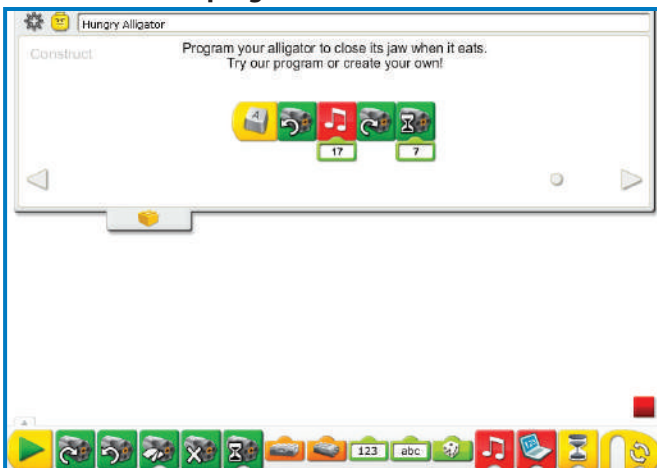 Hungry Alligator
Construct
Program your alligator to close its jaw when it eats.
Try our program or create your own!
A
17
7
123
abc